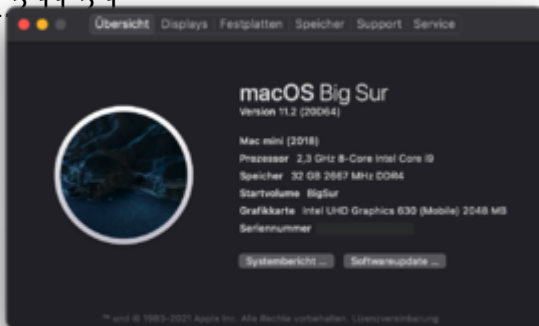 Übersicht Displays Festplatten Speicher Support Service
macOS Big Sur
Version 11.2 (20D64)
Mac mini (2018)
Prozessor 2,3 GHz 8-Core Intel Core i9
Speicher 32 GB 2667 MHz DDR4
Startvolume BigSur
Grafikkarte Intel UHD Graphics 630 (Mobile) 2048 MB
Seriennummer
Systembericht ... Softwareupdate ...
™ und © 1983-2021 Apple Inc. Alle Rechte vorbehalten. Lizenzvereinbarung